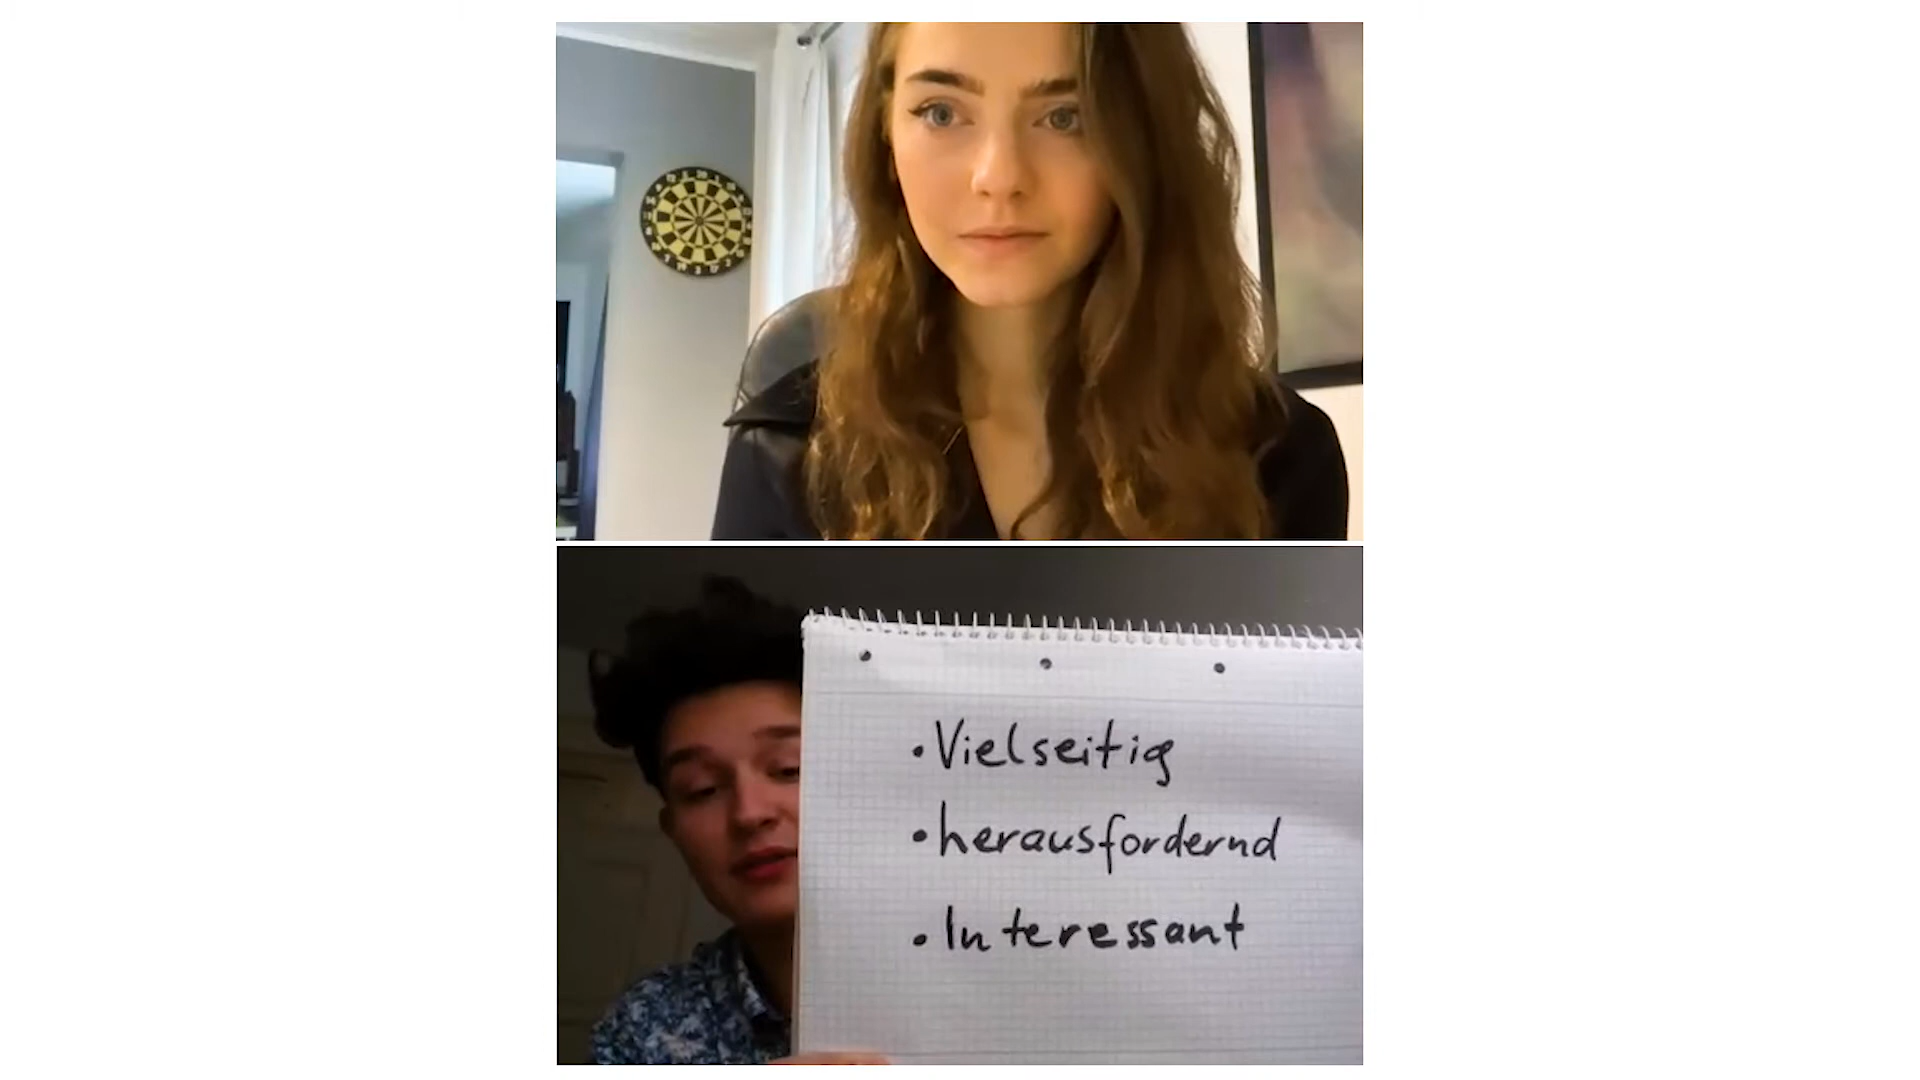 • Vielseitig
• herausfordernd
• Interessant